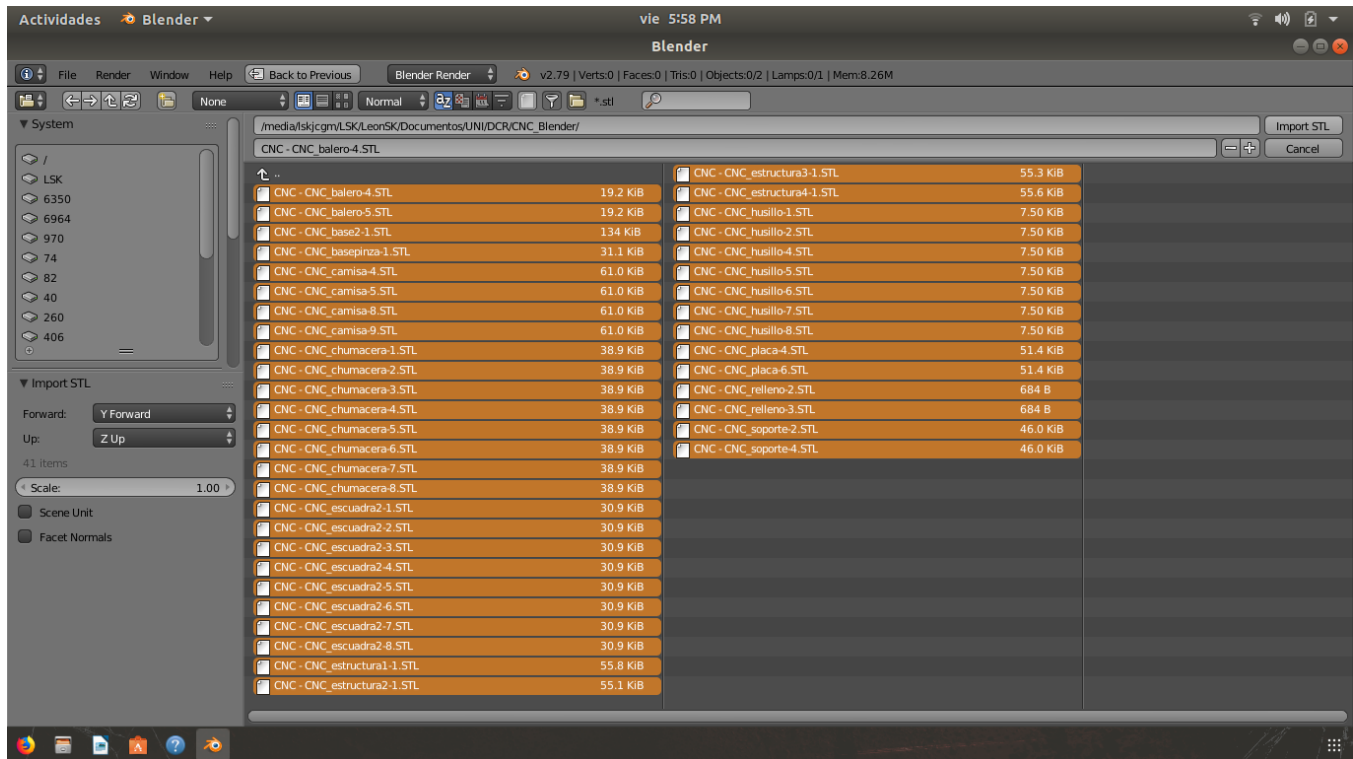 Actividades Blender vie 5:58 PM
Blender
File Render Window Help Back to Previous Blender Render v2.79 | Verts:0 | Faces:0 | Tris:0 | Objects:0/2 | Lamps:0/1 | Mem:8.26M
None Normal *.stl
System
/media/lskjcgm/LSK/LeonSK/Documentos/UNI/DCR/CNC_Blender/ Import STL
CNC - CNC_balero-4.STL Cancel
/
LSK
6350
6964
970
74
82
40
260
406
Import STL
Forward: Y Forward
Up: Z Up
41 items
Scale: 1.00
Scene Unit
Facet Normals
..
CNC - CNC_balero-4.STL 19.2 KiB
CNC - CNC_balero-5.STL 19.2 KiB
CNC - CNC_base2-1.STL 134 KiB
CNC - CNC_basepinza-1.STL 31.1 KiB
CNC - CNC_camisa-4.STL 61.0 KiB
CNC - CNC_camisa-5.STL 61.0 KiB
CNC - CNC_camisa-8.STL 61.0 KiB
CNC - CNC_camisa-9.STL 61.0 KiB
CNC - CNC_chumacera-1.STL 38.9 KiB
CNC - CNC_chumacera-2.STL 38.9 KiB
CNC - CNC_chumacera-3.STL 38.9 KiB
CNC - CNC_chumacera-4.STL 38.9 KiB
CNC - CNC_chumacera-5.STL 38.9 KiB
CNC - CNC_chumacera-6.STL 38.9 KiB
CNC - CNC_chumacera-7.STL 38.9 KiB
CNC - CNC_chumacera-8.STL 38.9 KiB
CNC - CNC_escuadra2-1.STL 30.9 KiB
CNC - CNC_escuadra2-2.STL 30.9 KiB
CNC - CNC_escuadra2-3.STL 30.9 KiB
CNC - CNC_escuadra2-4.STL 30.9 KiB
CNC - CNC_escuadra2-5.STL 30.9 KiB
CNC - CNC_escuadra2-6.STL 30.9 KiB
CNC - CNC_escuadra2-7.STL 30.9 KiB
CNC - CNC_escuadra2-8.STL 30.9 KiB
CNC - CNC_estructura1-1.STL 55.8 KiB
CNC - CNC_estructura2-1.STL 55.1 KiB
CNC - CNC_estructura3-1.STL 55.3 KiB
CNC - CNC_estructura4-1.STL 55.6 KiB
CNC - CNC_husillo-1.STL 7.50 KiB
CNC - CNC_husillo-2.STL 7.50 KiB
CNC - CNC_husillo-4.STL 7.50 KiB
CNC - CNC_husillo-5.STL 7.50 KiB
CNC - CNC_husillo-6.STL 7.50 KiB
CNC - CNC_husillo-7.STL 7.50 KiB
CNC - CNC_husillo-8.STL 7.50 KiB
CNC - CNC_placa-4.STL 51.4 KiB
CNC - CNC_placa-6.STL 51.4 KiB
CNC - CNC_relleno-2.STL 684 B
CNC - CNC_relleno-3.STL 684 B
CNC - CNC_soporte-2.STL 46.0 KiB
CNC - CNC_soporte-4.STL 46.0 KiB